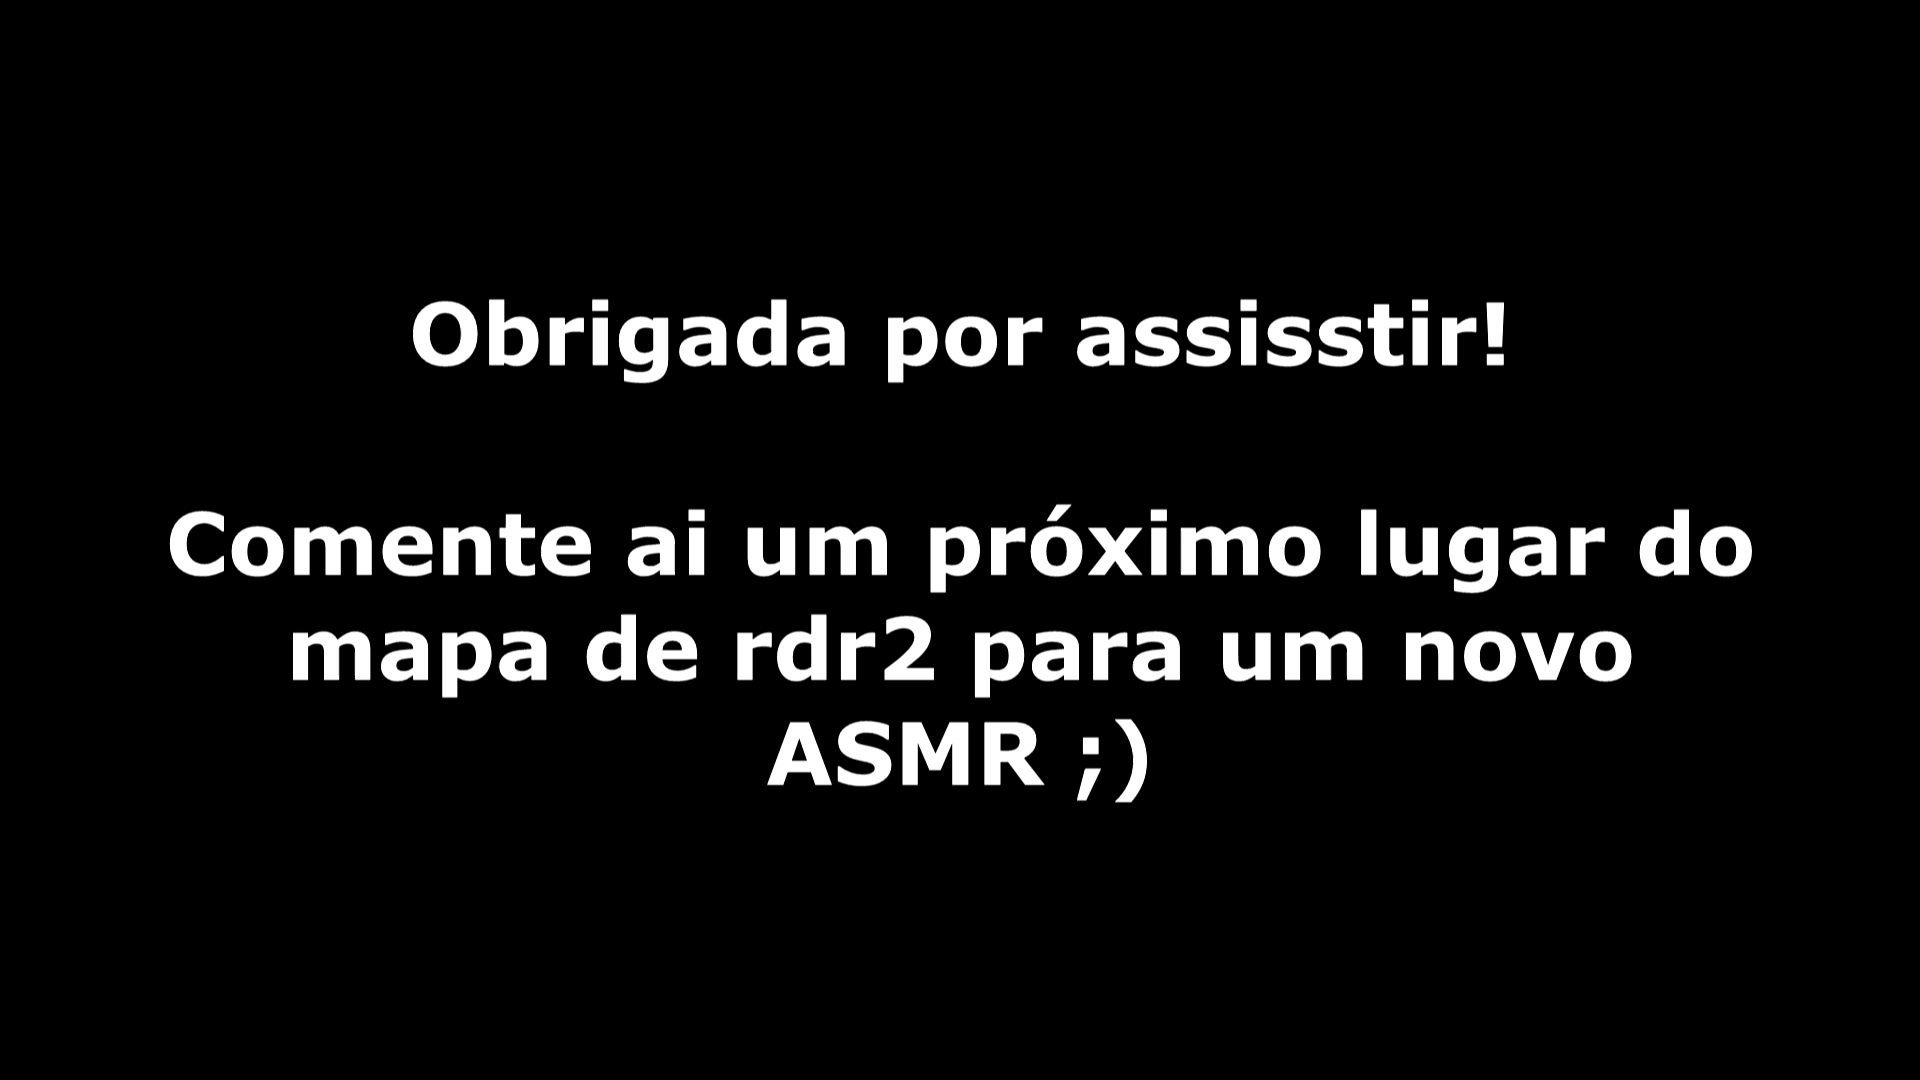 Obrigada por assisstir!
Comente ai um próximo lugar do
mapa de rdr2 para um novo
ASMR ;)